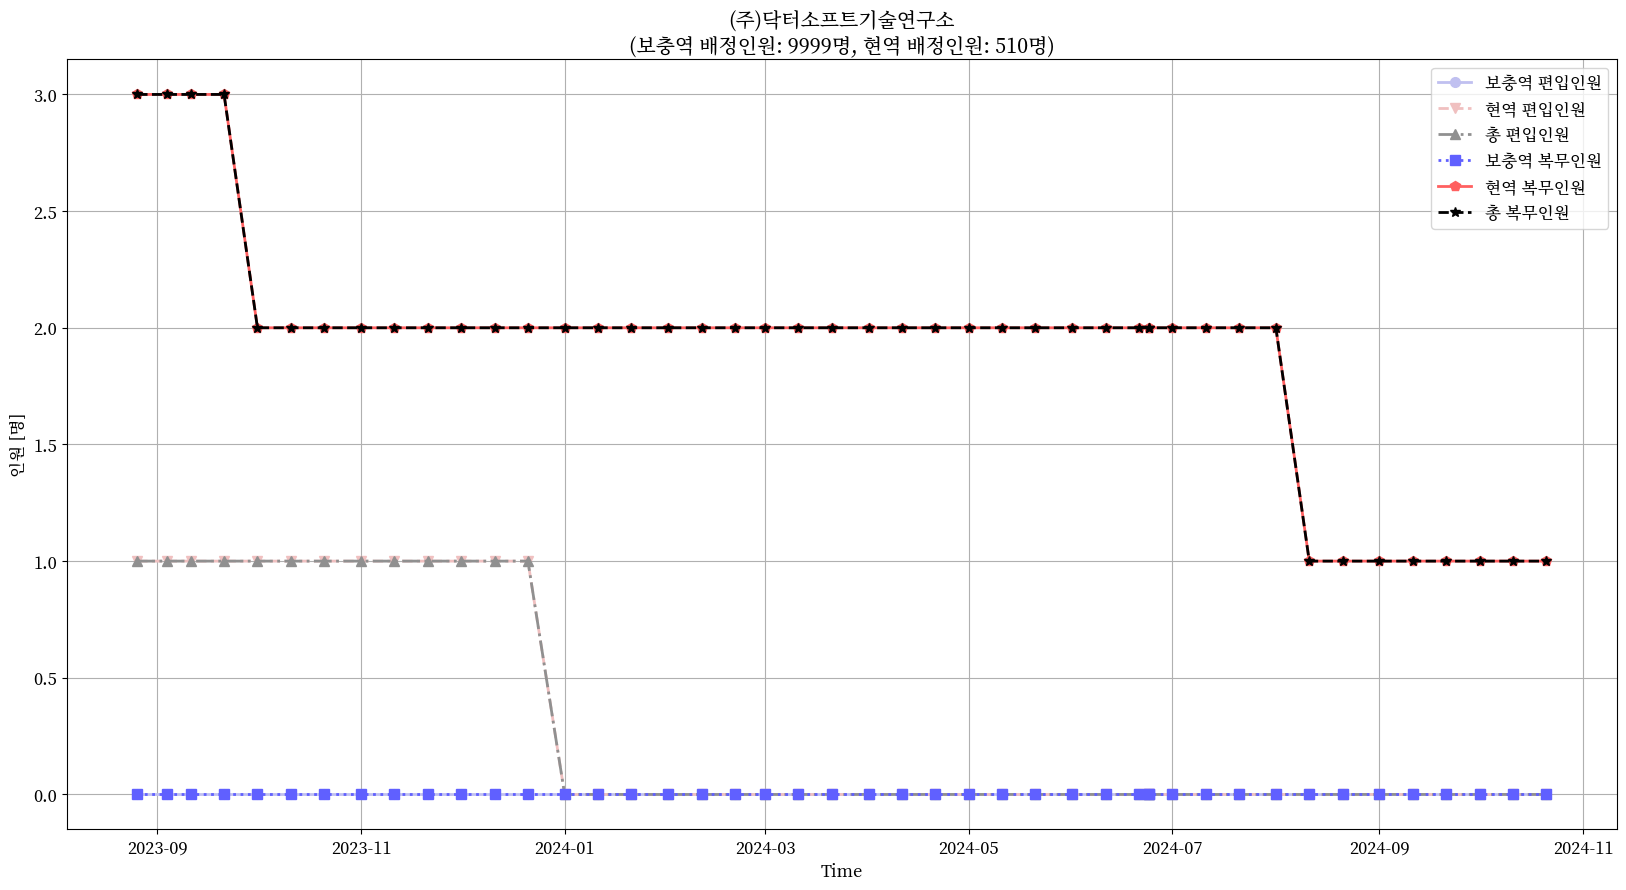 (주)닥터소프트기술연구소
(보충역 배정인원: 9999명, 현역 배정인원: 510명)
보충역 편입인원
현역 편입인원
총 편입인원
보충역 복무인원
현역 복무인원
총 복무인원
인원 [명]
3.0
2.5
2.0
1.5
1.0
0.5
0.0
2023-09
2023-11
2024-01
2024-03
2024-05
2024-07
2024-09
2024-11
Time